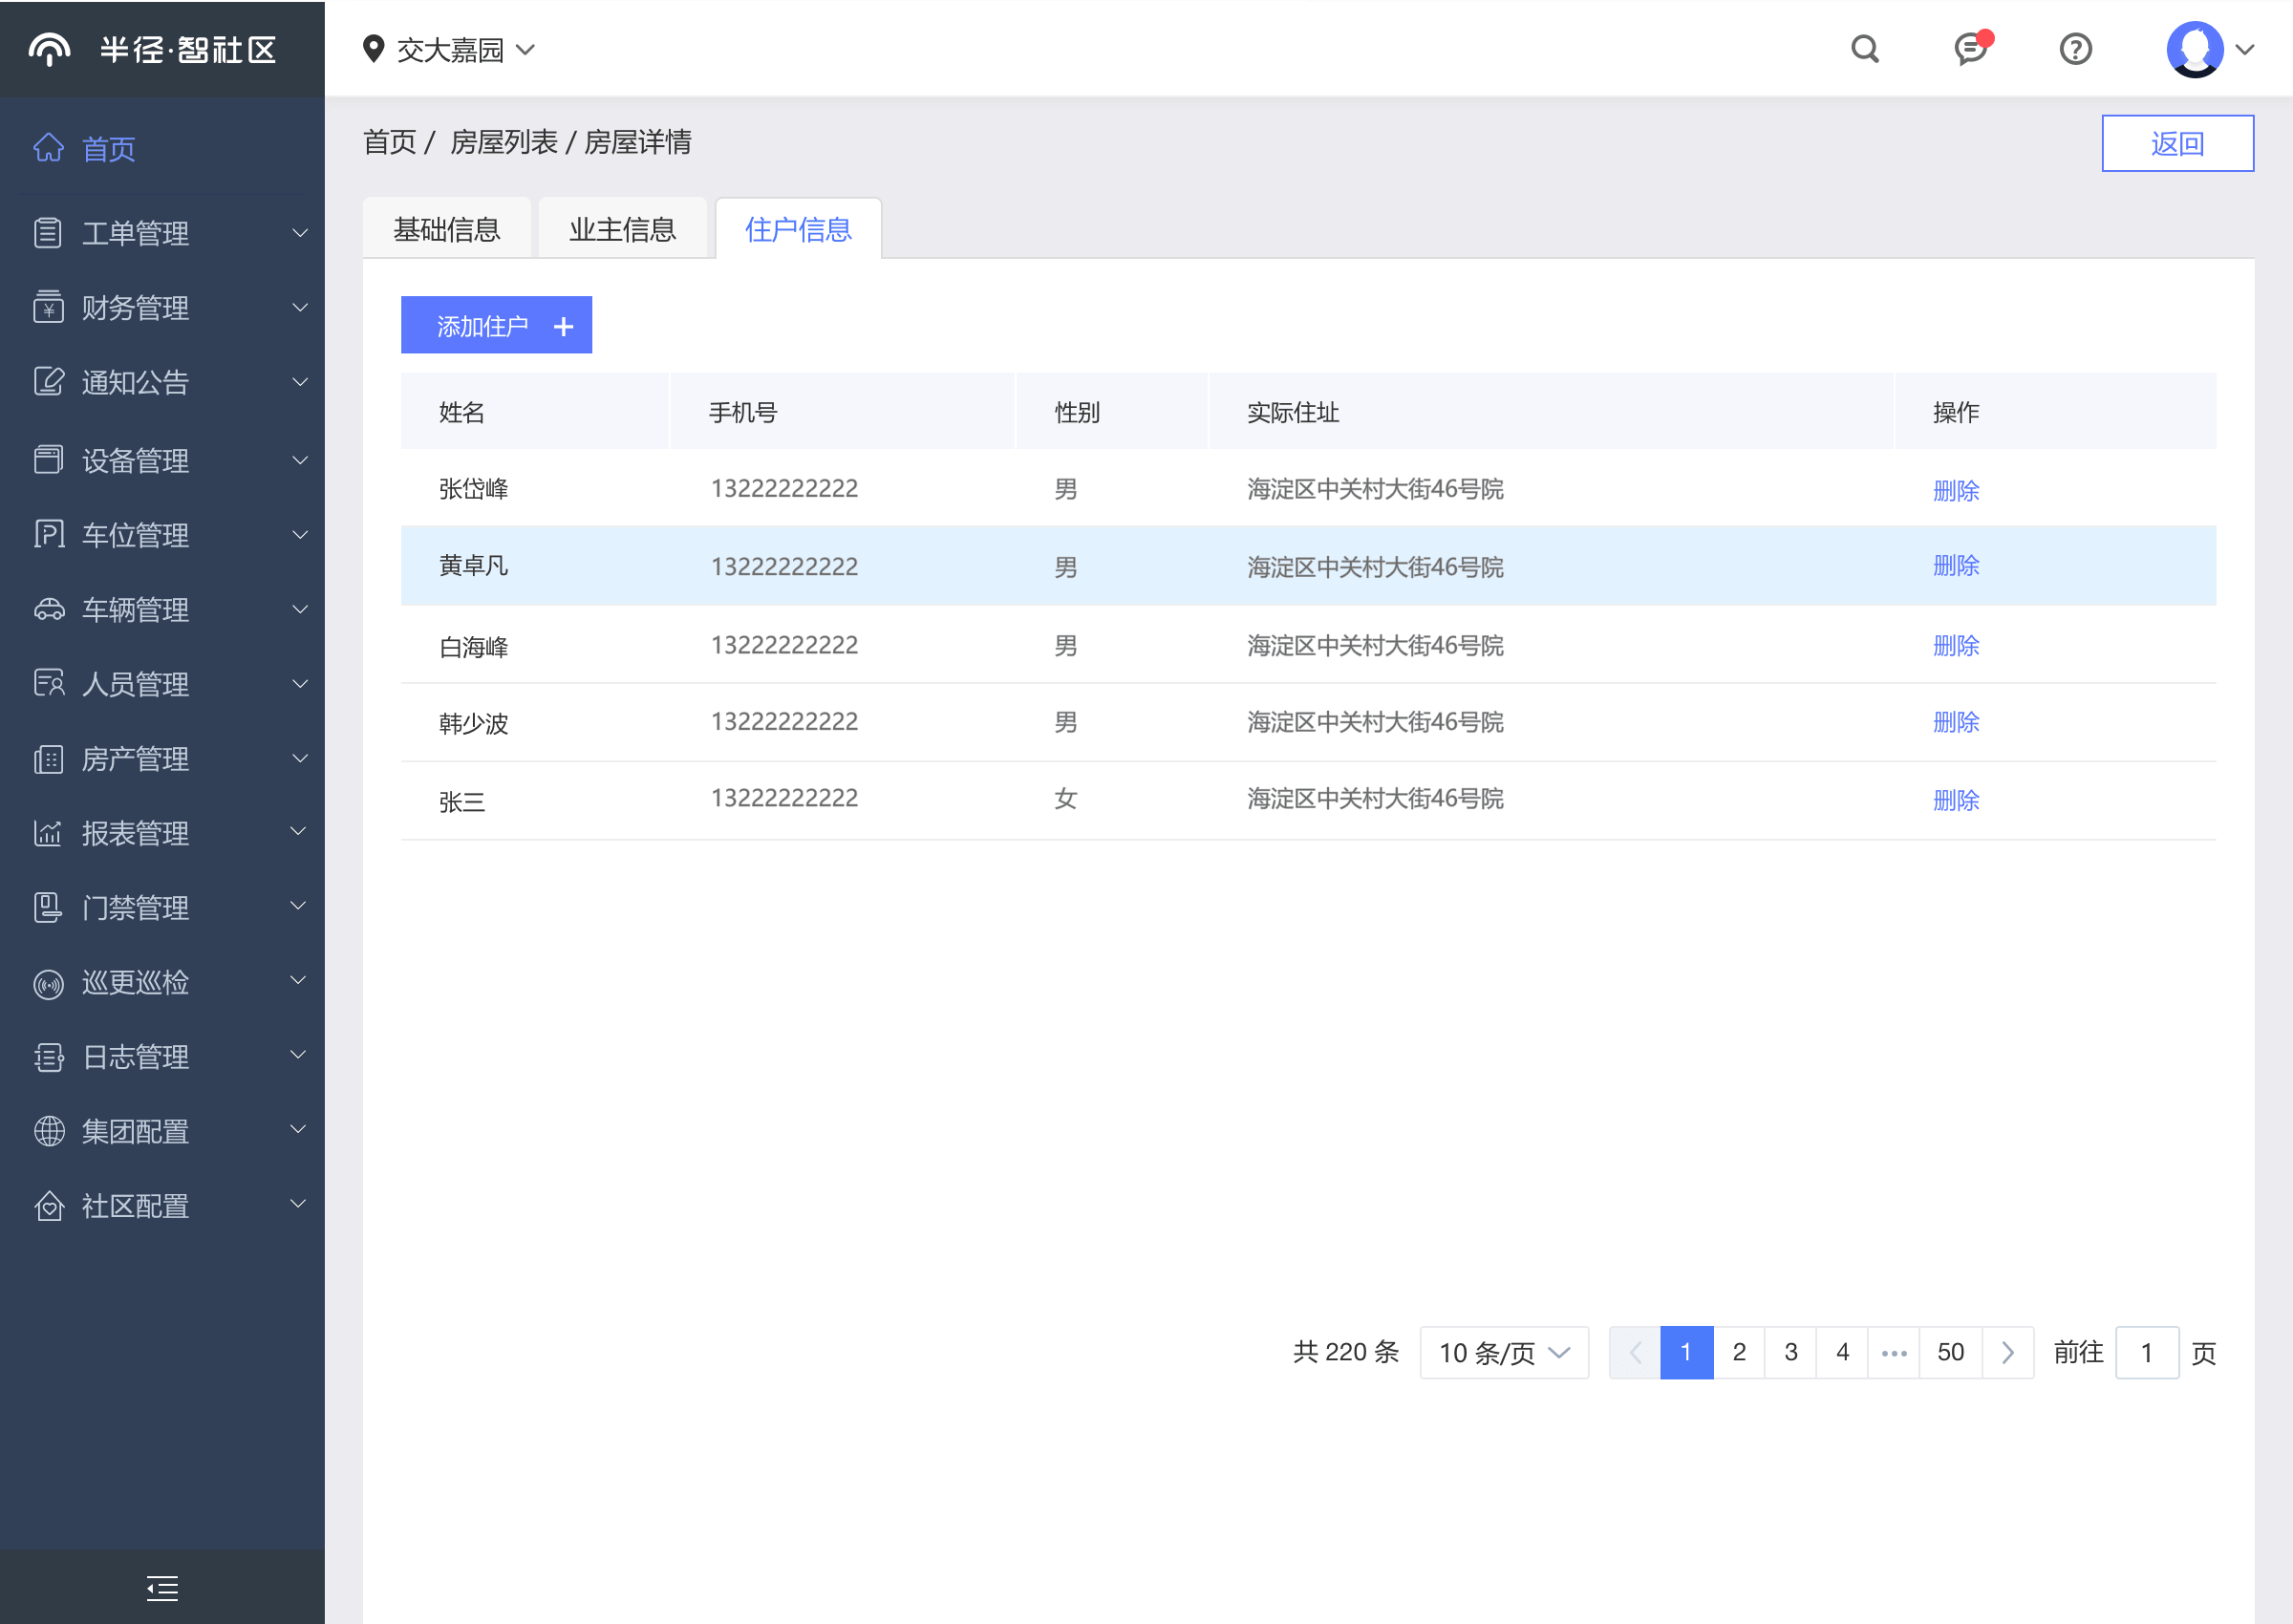 半径·智社区
交大嘉园
首页
工单管理
财务管理
通知公告
设备管理
车位管理
车辆管理
人员管理
房产管理
报表管理
门禁管理
巡更巡检
日志管理
集团配置
社区配置
首页 / 房屋列表 / 房屋详情
返回
基础信息 业主信息 住户信息
添加住户 +
姓名 手机号 性别 实际住址 操作
张岱峰 13222222222 男 海淀区中关村大街46号院 删除
黄卓凡 13222222222 男 海淀区中关村大街46号院 删除
白海峰 13222222222 男 海淀区中关村大街46号院 删除
韩少波 13222222222 男 海淀区中关村大街46号院 删除
张三 13222222222 女 海淀区中关村大街46号院 删除
共 220 条 10 条/页 1 2 3 4 ••• 50 前往 1 页